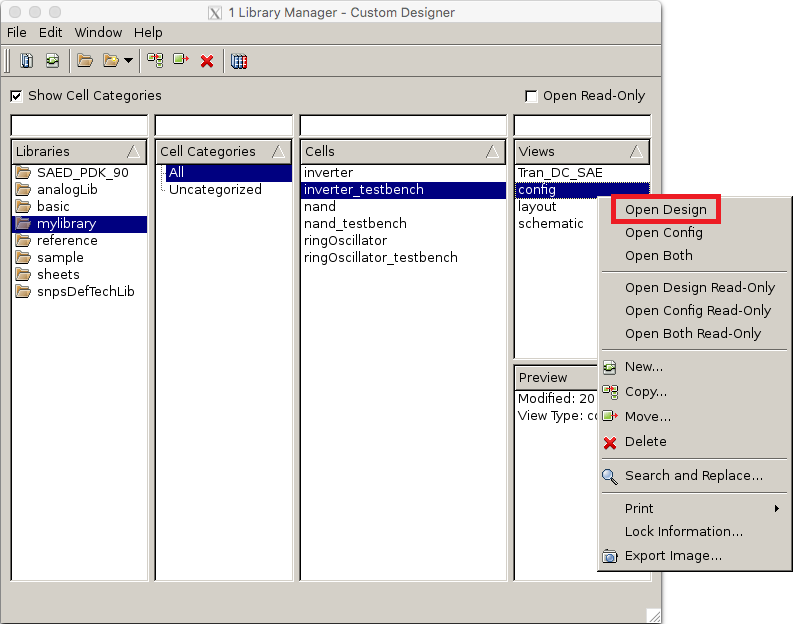 1 Library Manager - Custom Designer
File Edit Window Help
Show Cell Categories
Open Read-Only
Libraries
SAED_PDK_90
analogLib
basic
mylibrary
reference
sample
sheets
snpsDefTechLib
Cell Categories
All
Uncategorized
Cells
inverter
inverter_testbench
nand
nand_testbench
ringOscillator
ringOscillator_testbench
Views
Tran_DC_SAE
config
layout
schematic
Preview
Modified: 20
View Type: co
Open Design
Open Config
Open Both
Open Design Read-Only
Open Config Read-Only
Open Both Read-Only
New...
Copy...
Move...
Delete
Search and Replace...
Print
Lock Information...
Export Image...